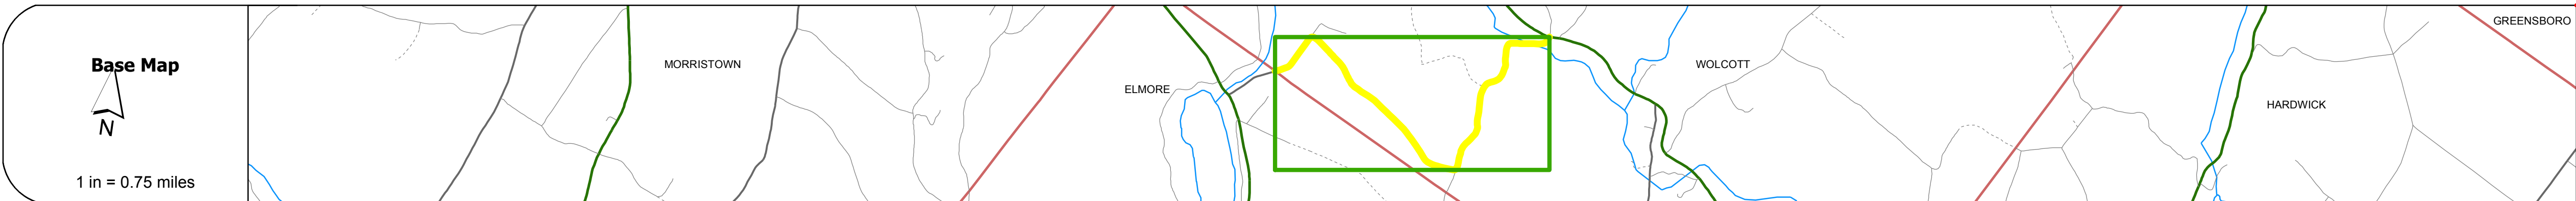 Base Map
N
1 in = 0.75 miles
MORRISTOWN
ELMORE
WOLCOTT
HARDWICK
GREENSBORO